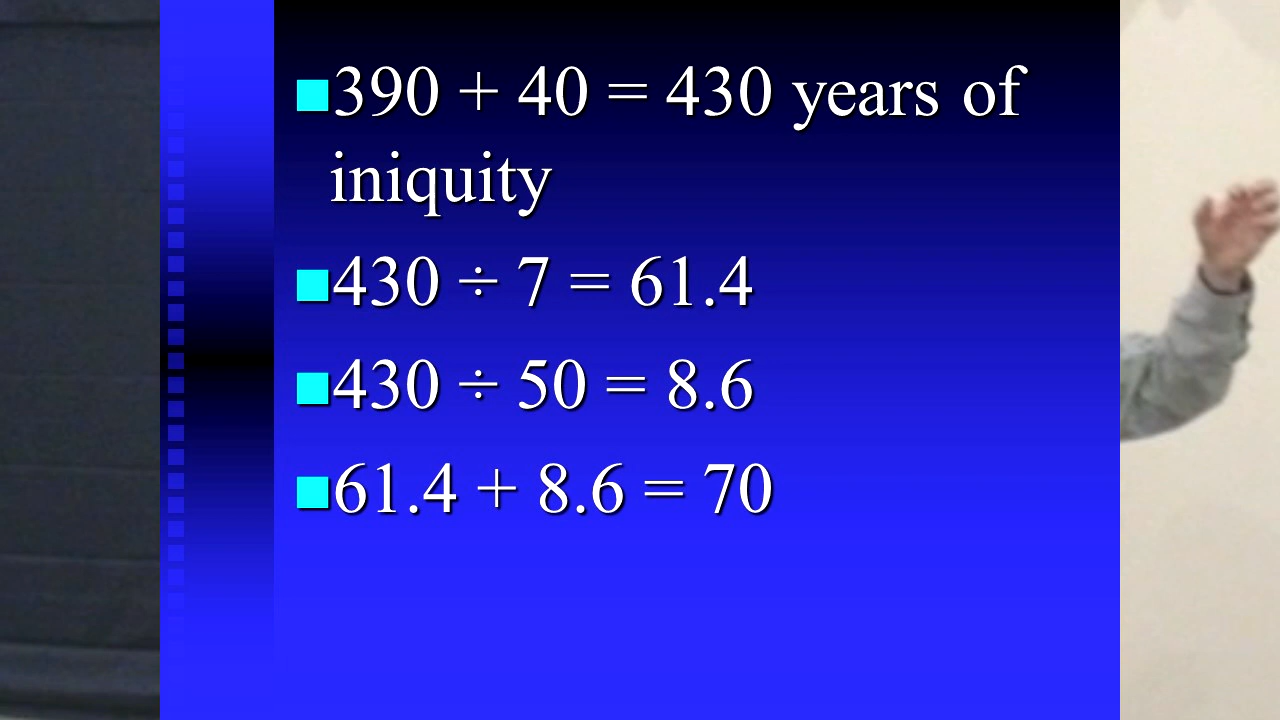 390 + 40 = 430 years of
iniquity
430 ÷ 7 = 61.4
430 ÷ 50 = 8.6
61.4 + 8.6 = 70